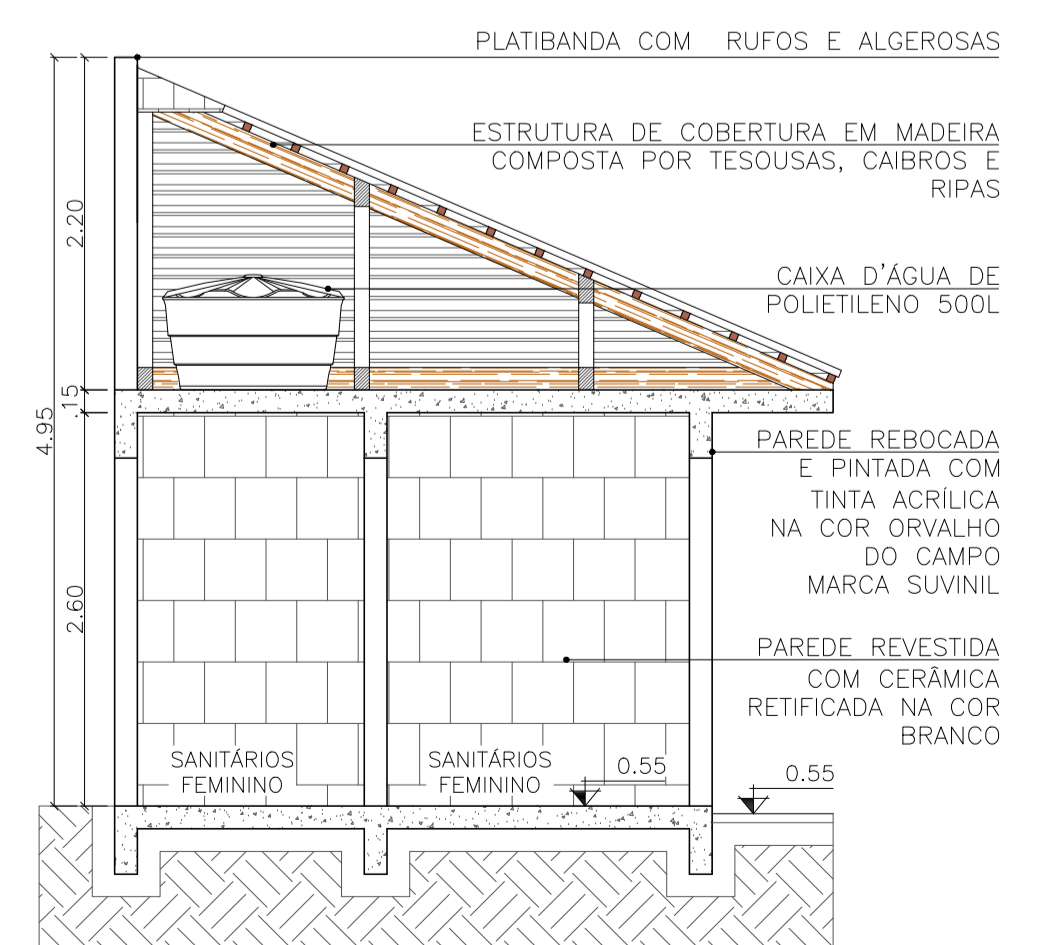 PLATIBANDA COM RUFOS E ALGEROSAS
ESTRUTURA DE COBERTURA EM MADEIRA
COMPOSTA POR TESOUSAS, CAIBROS E
RIPAS
2.20
CAIXA D'ÁGUA DE
POLIETILENO 500L
.15
4.95
PAREDE REBOCADA
E PINTADA COM
TINTA ACRÍLICA
NA COR ORVALHO
DO CAMPO
MARCA SUVINIL
2.60
PAREDE REVESTIDA
COM CERÂMICA
RETIFICADA NA COR
BRANCO
SANITÁRIOS
FEMININO
SANITÁRIOS
FEMININO
0.55
0.55